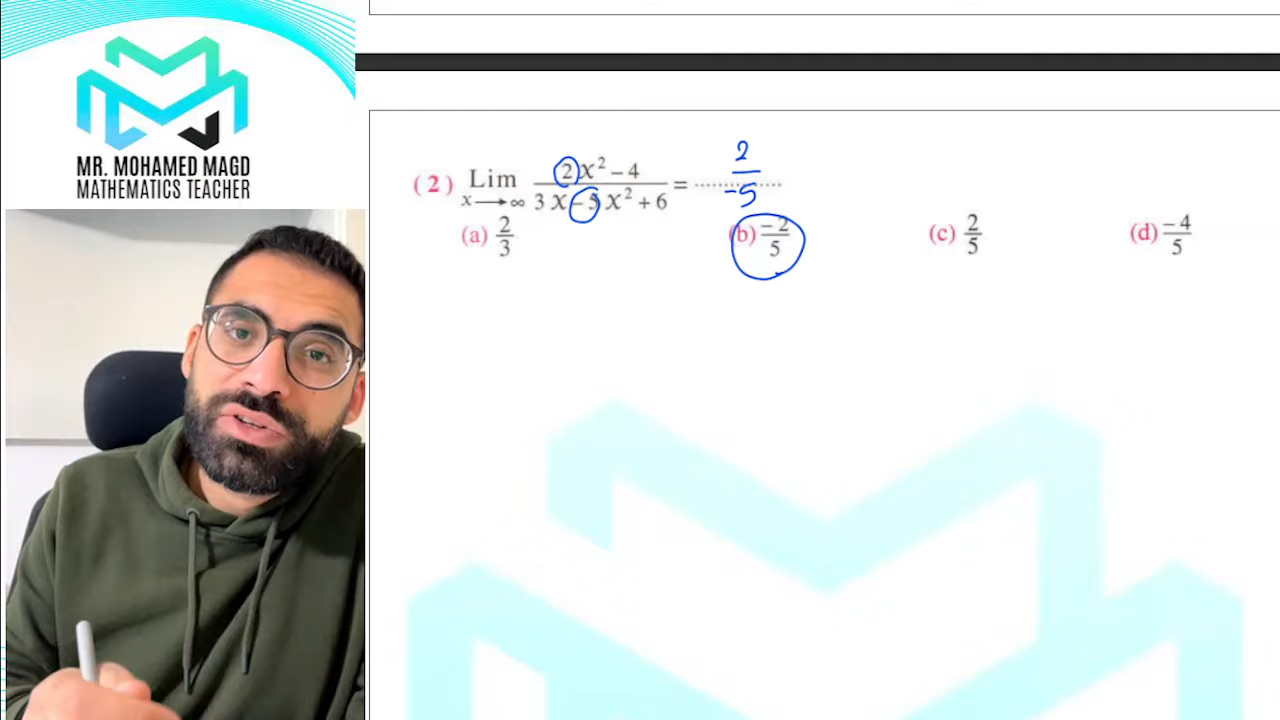 MR. MOHAMED MAGD
MATHEMATICS TEACHER
(2) Lim x→∞ (2x² − 4)/(3x − 5x² + 6) = ............
2/−5
(a) 2/3 (b) −2/5 (c) 2/5 (d) −4/5